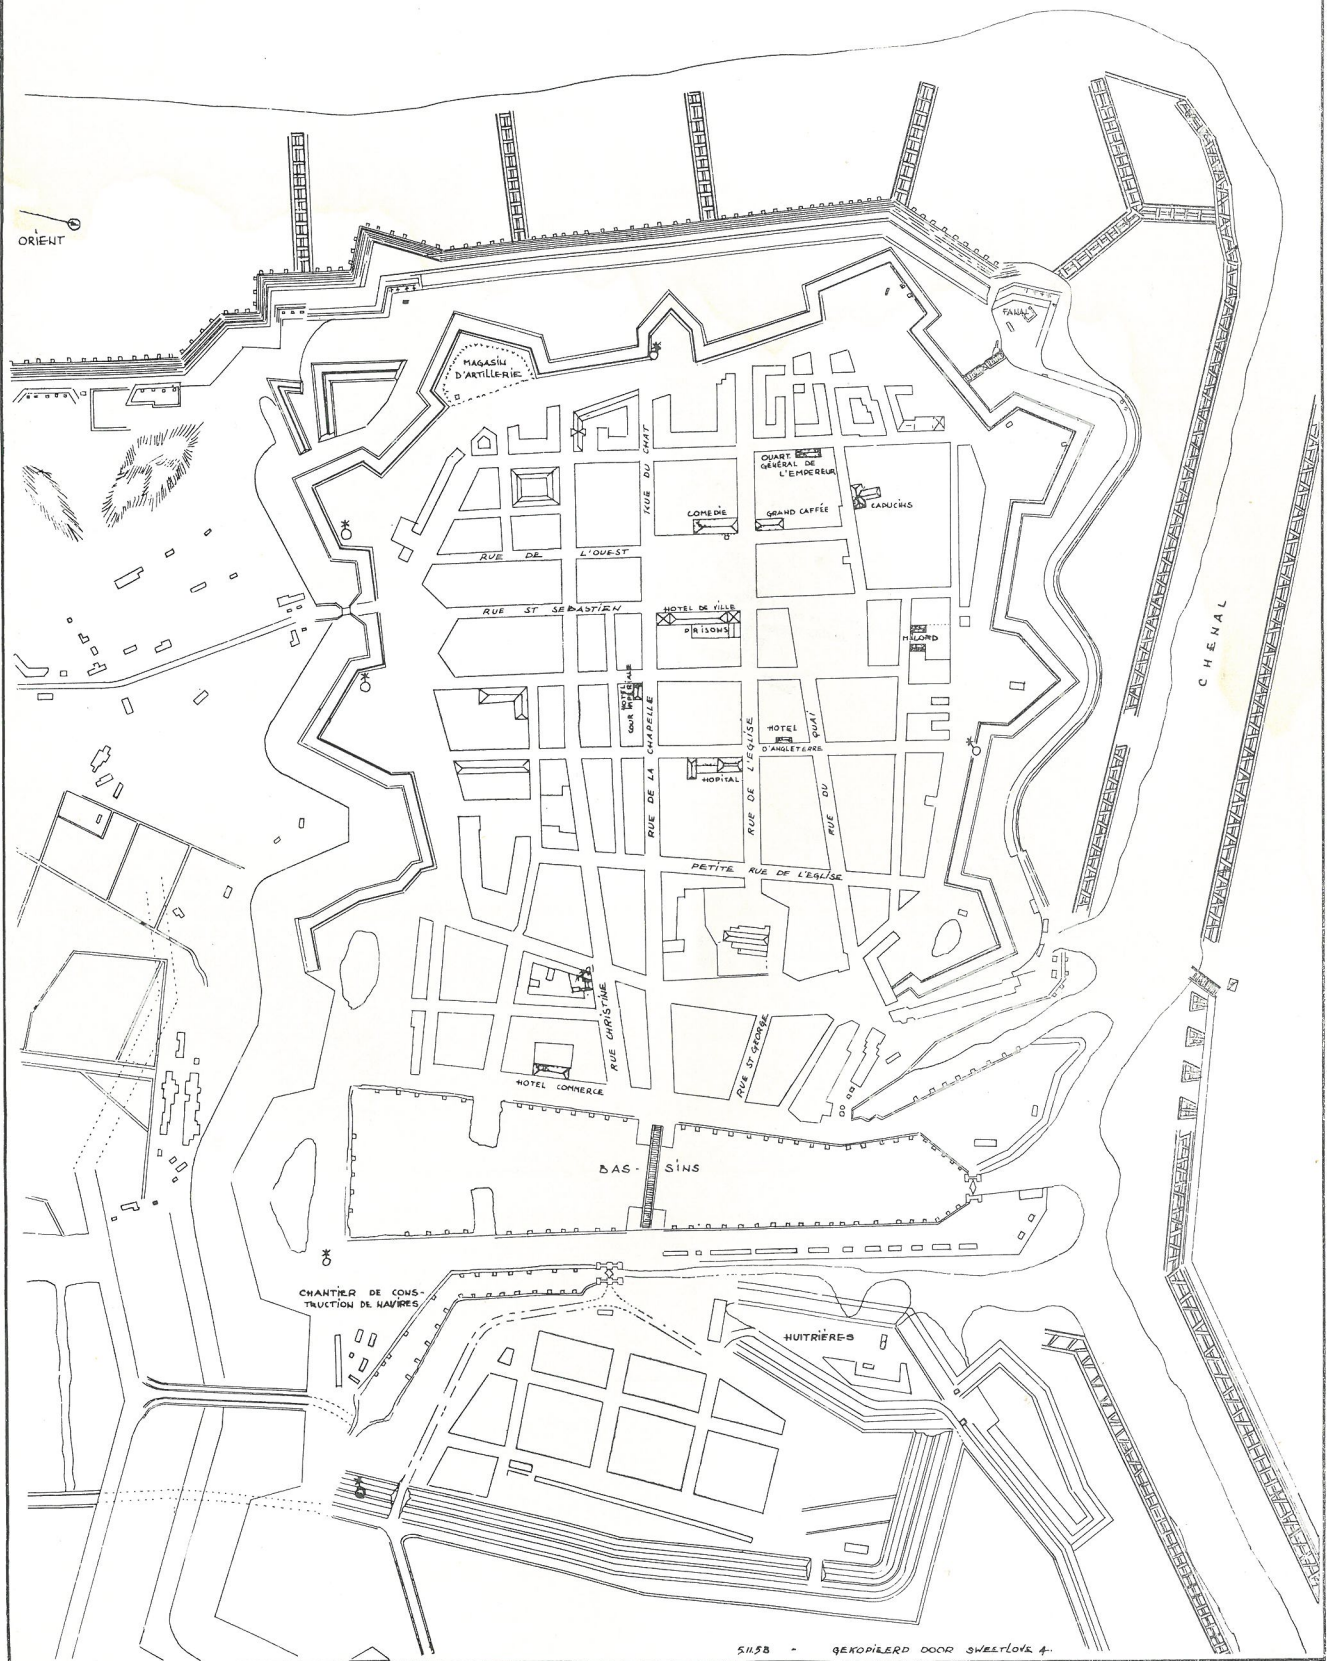 ORIENT
FANAL
MAGASIN
D'ARTILLERIE
RUE DU CHAT
QUART.
GÉNÉRAL DE
L'EMPEREUR
COMEDIE
GRAND CAFFÉE
CAPUCINS
RUE DE L'OUEST
RUE ST SEBASTIEN
HOTEL DE VILLE
PRISONS
MILORD
CHENAL
HOTEL
COUR IMPERIALE
RUE DE LA CHAPELLE
RUE DE L'EGLISE
HOTEL
D'ANGLETERRE
RUE DU QUAI
HOPITAL
PETITE RUE DE L'EGLISE
RUE CHRISTINE
RUE ST GEORGE
HOTEL COMMERCE
BAS - SINS
CHANTIER DE CONS-
TRUCTION DE NAVIRES
HUITRIÈRES
5.11.58 - GEKOPIEERD DOOR SWEETLOVE A.